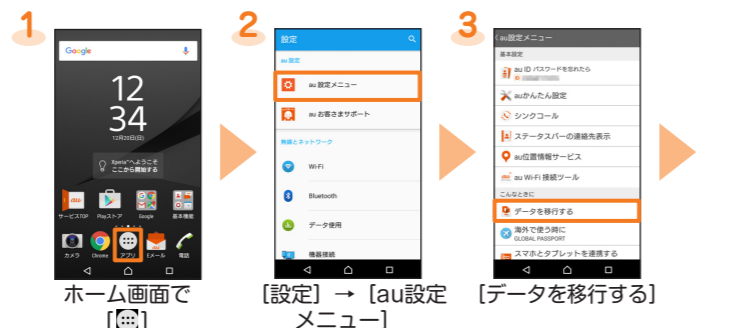 1
Google
12
34
12月20日(日)
Xperia™へようこそ
ここから開始する
au
サービスTOP Playストア Google 基本機能
カメラ Chrome アプリ Eメール 電話
ホーム画面で
[ ]
2
設定
au 設定
au 設定メニュー
au お客さまサポート
無線とネットワーク
Wi-Fi
Bluetooth
データ使用
機器接続
[設定] → [au設定
メニュー]
3
au設定メニュー
基本設定
au ID パスワードを忘れたら
auかんたん設定
シンクコール
ステータスバーの連絡先表示
au位置情報サービス
au Wi-Fi 接続ツール
こんなときに
データを移行する
海外で使う時に
GLOBAL PASSPORT
スマホとタブレットを連携する
[データを移行する]